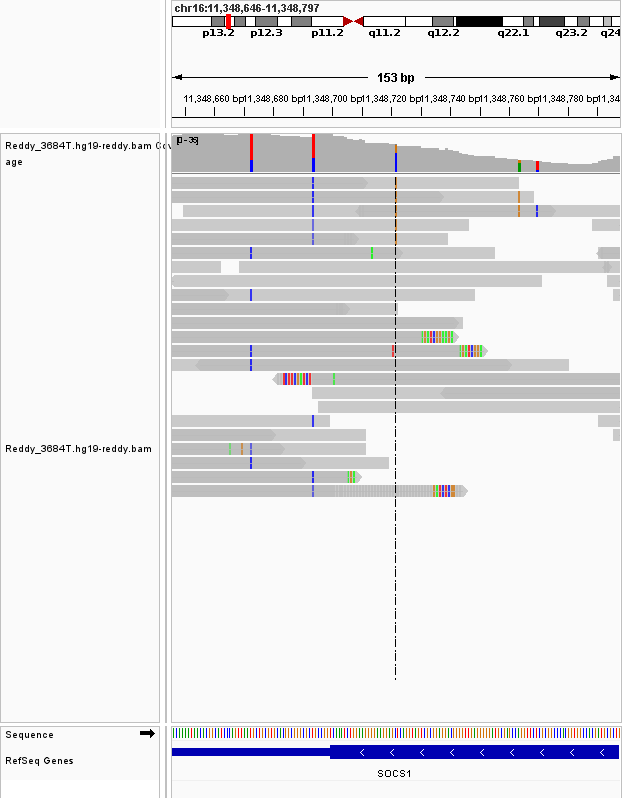 chr16:11,348,646-11,348,797
p13.2 p12.3 p11.2 q11.2 q12.2 q22.1 q23.2 q24
153 bp
11,348,660 bp 11,348,680 bp 11,348,700 bp 11,348,720 bp 11,348,740 bp 11,348,760 bp 11,348,780 bp 11,34
Reddy_3684T.hg19-reddy.bam Cov
age
Reddy_3684T.hg19-reddy.bam
Sequence
RefSeq Genes
SOCS1